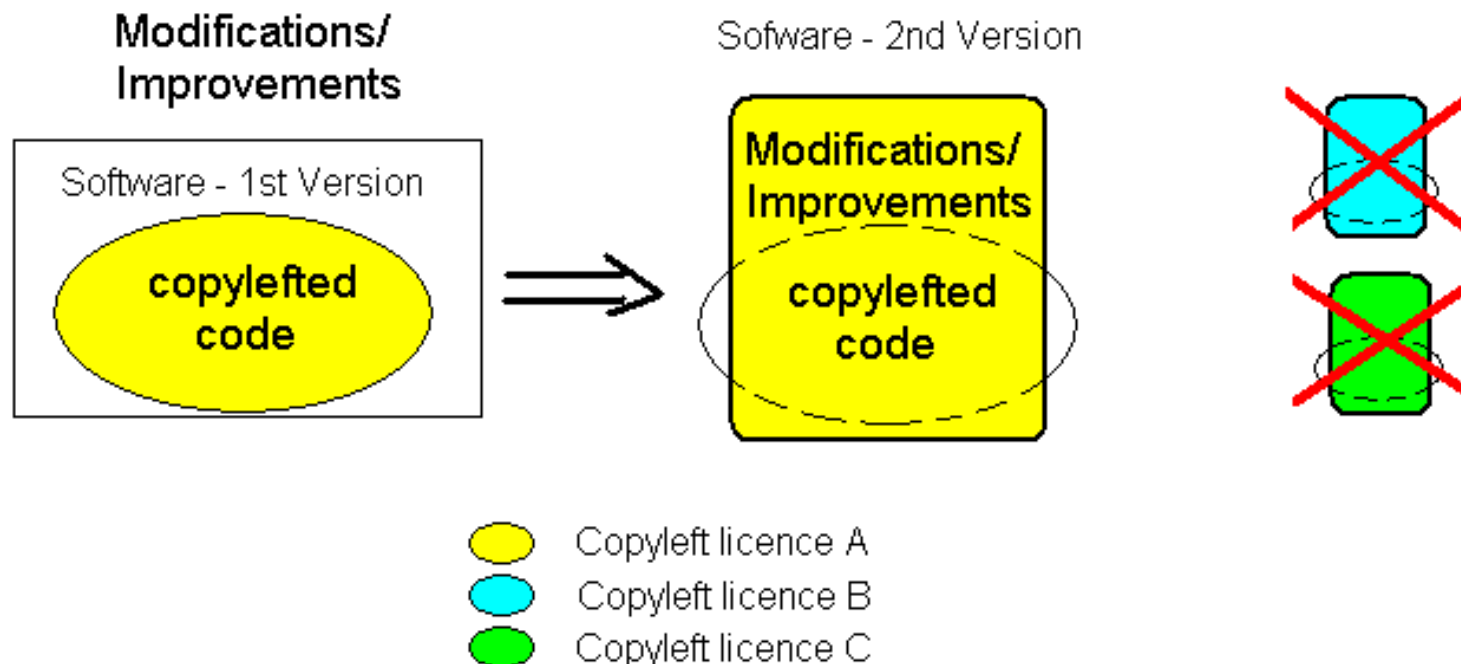 Modifications/
Improvements
Software - 1st Version
copylefted
code
Sofware - 2nd Version
Modifications/
Improvements
copylefted
code
Copyleft licence A
Copyleft licence B
Copyleft licence C